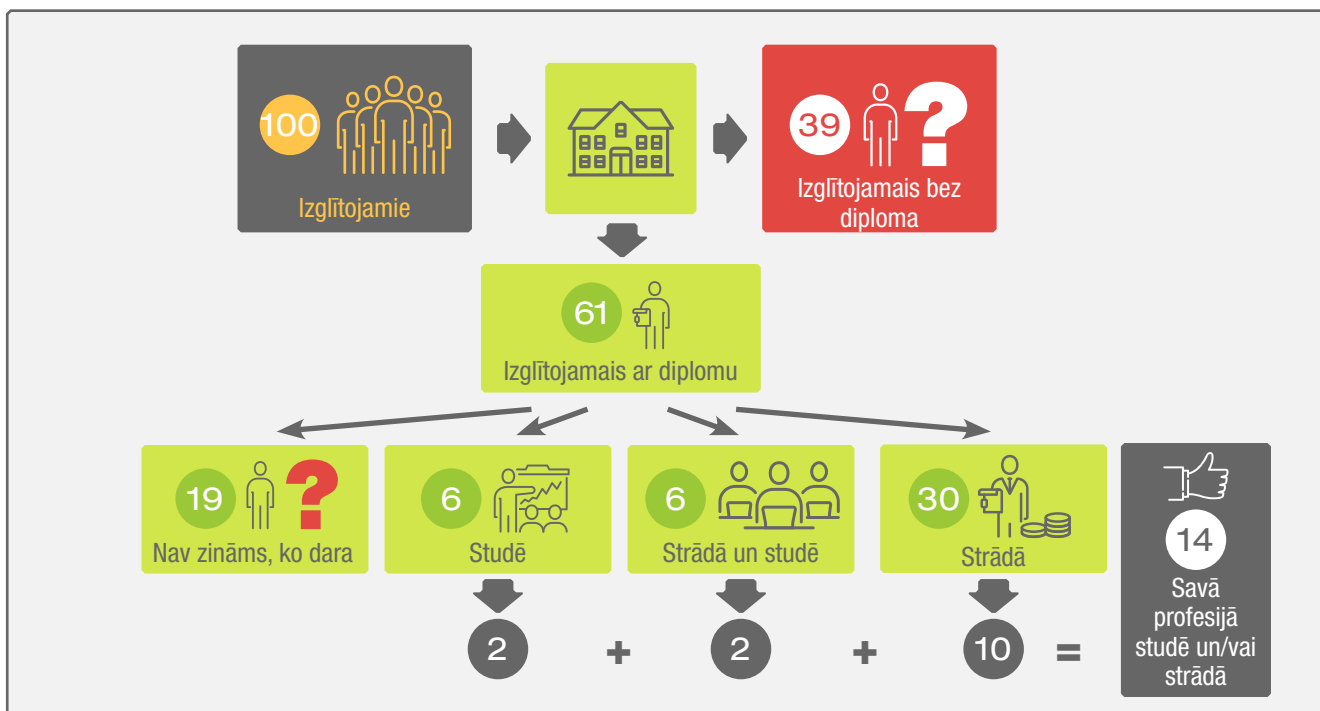 100
Izglītojamie
39
?
Izglītojamais bez
diploma
61
Izglītojamais ar diplomu
19
?
Nav zināms, ko dara
6
Studē
6
Strādā un studē
30
Strādā
2
+
2
+
10
=
14
Savā
profesijā
studē un/vai
strādā